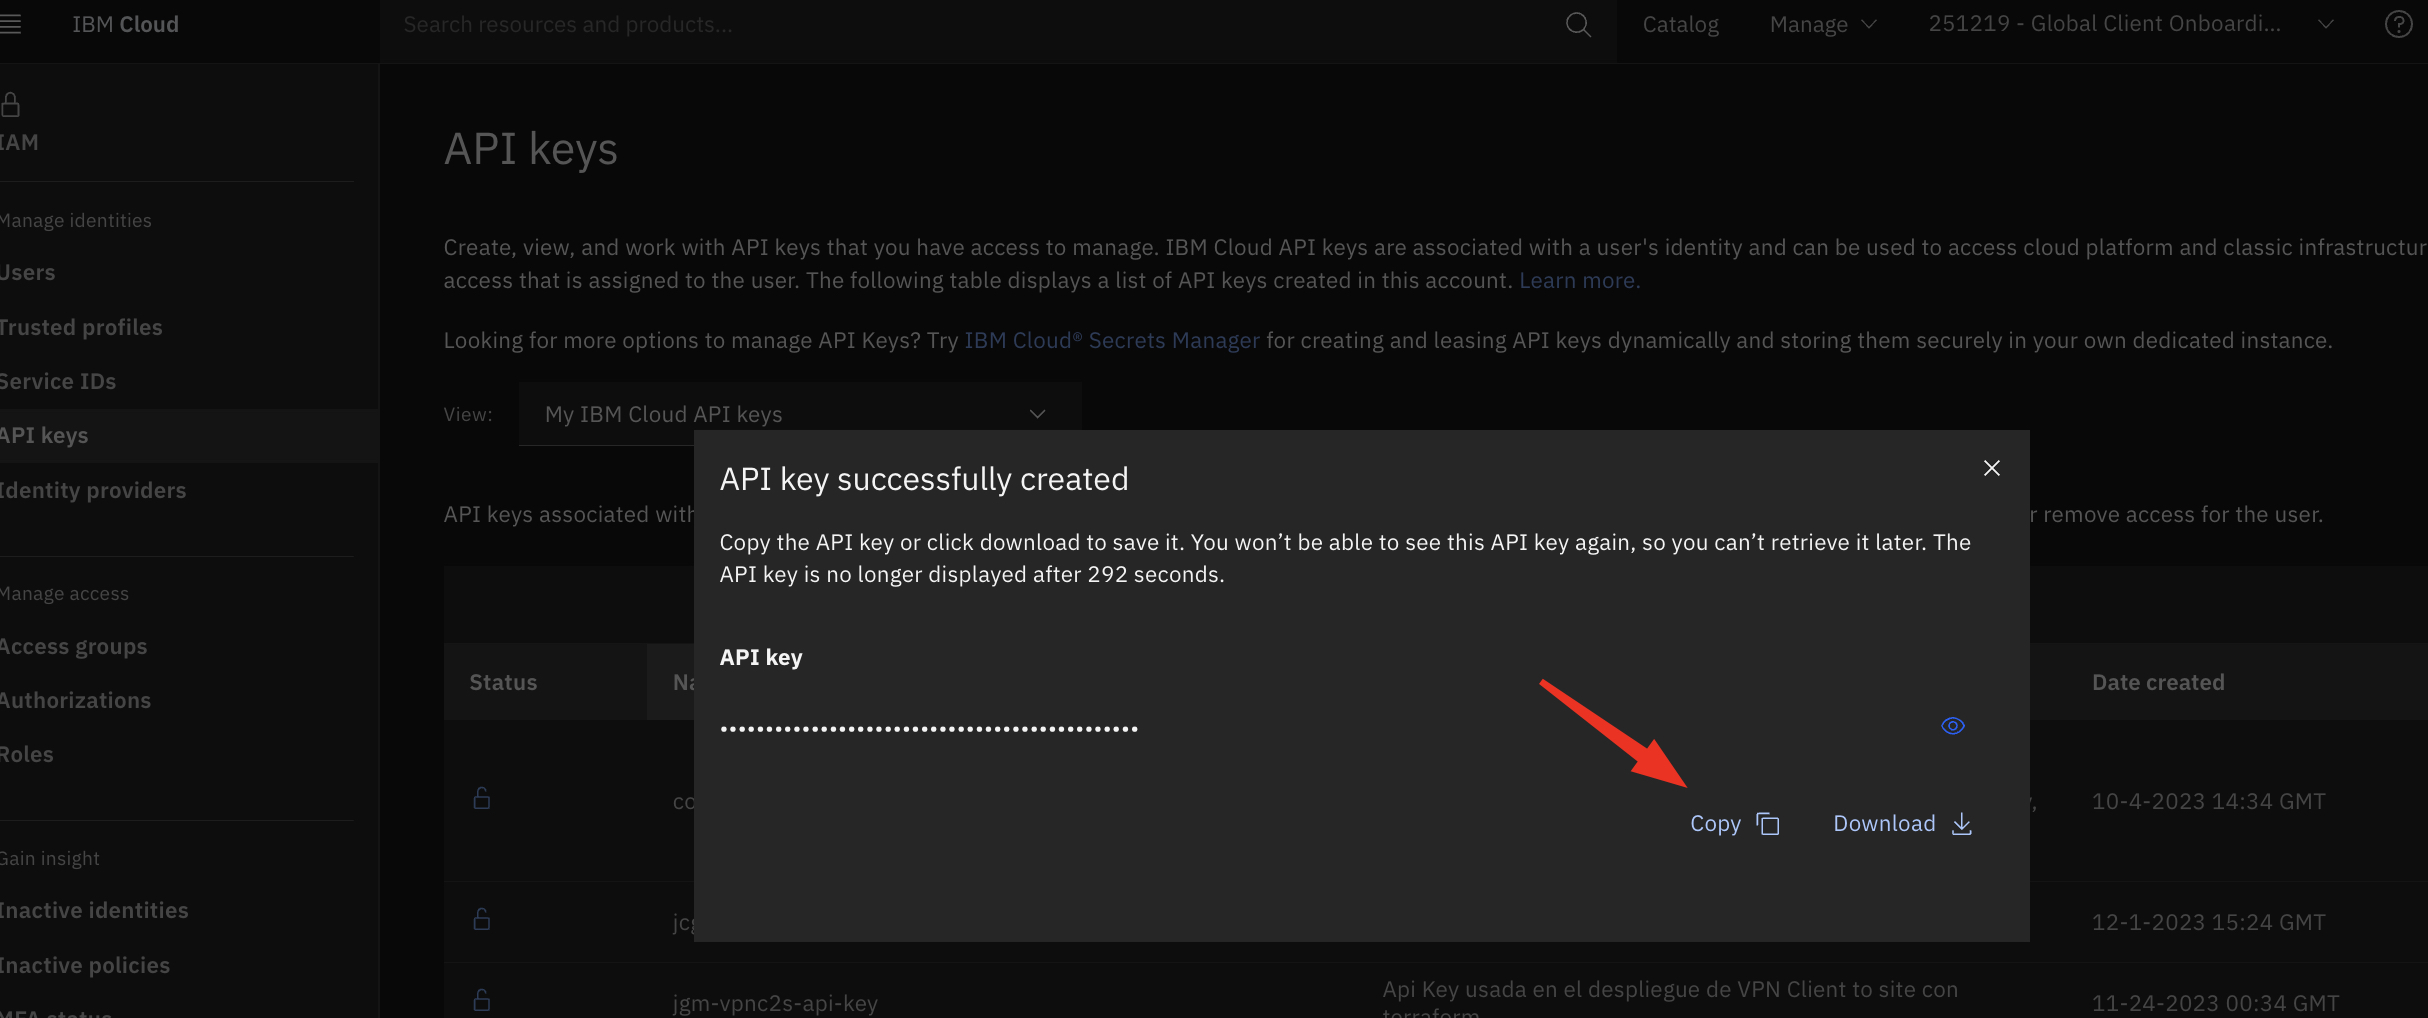 IBM Cloud
Search resources and products...
Catalog
Manage
251219 - Global Client Onboardi...
IAM
Manage identities
Users
Trusted profiles
Service IDs
API keys
Identity providers
Manage access
Access groups
Authorizations
Roles
Gain insight
Inactive identities
Inactive policies
MFA status
API keys
Create, view, and work with API keys that you have access to manage. IBM Cloud API keys are associated with a user's identity and can be used to access cloud platform and classic infrastructur
access that is assigned to the user. The following table displays a list of API keys created in this account. Learn more.
Looking for more options to manage API Keys? Try IBM Cloud® Secrets Manager for creating and leasing API keys dynamically and storing them securely in your own dedicated instance.
View:
My IBM Cloud API keys
API keys associated with
r remove access for the user.
API key successfully created
Copy the API key or click download to save it. You won’t be able to see this API key again, so you can’t retrieve it later. The
API key is no longer displayed after 292 seconds.
API key
Copy
Download
Status
Na
Date created
co
10-4-2023 14:34 GMT
jcg
12-1-2023 15:24 GMT
jgm-vpnc2s-api-key
Api Key usada en el despliegue de VPN Client to site con
terraform
11-24-2023 00:34 GMT